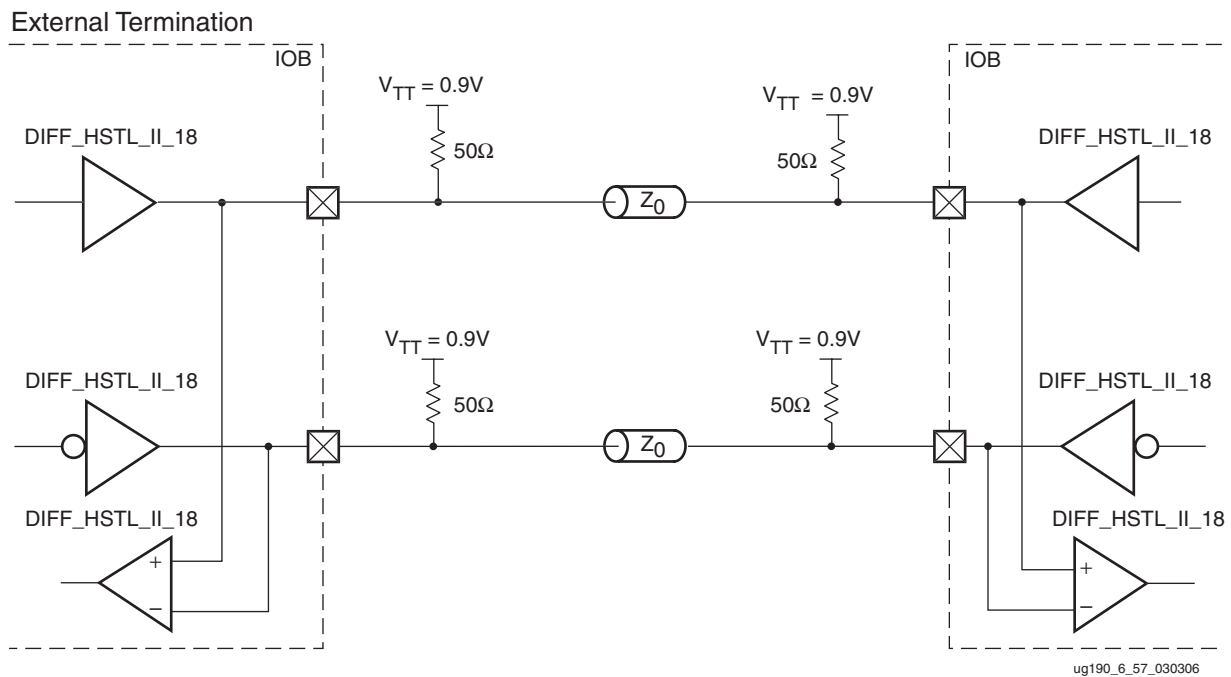 External Termination
IOB
IOB
V_TT = 0.9V
V_TT = 0.9V
DIFF_HSTL_II_18
DIFF_HSTL_II_18
50Ω
50Ω
Z_0
V_TT = 0.9V
V_TT = 0.9V
DIFF_HSTL_II_18
DIFF_HSTL_II_18
50Ω
50Ω
Z_0
DIFF_HSTL_II_18
DIFF_HSTL_II_18
+
+
–
–
ug190_6_57_030306